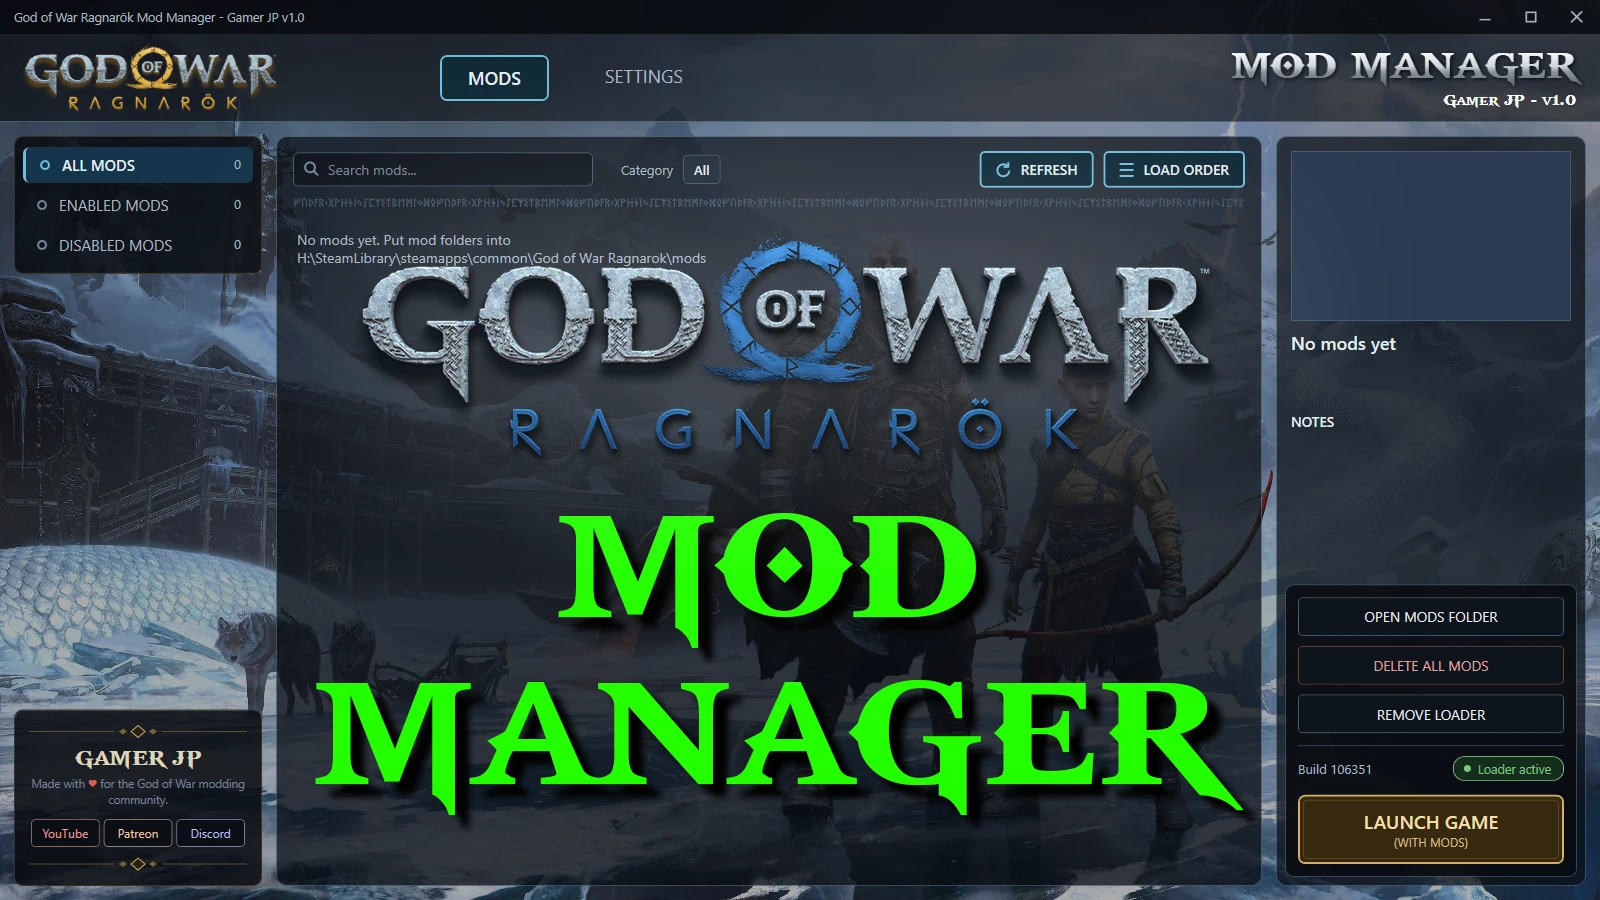 God of War Ragnarök Mod Manager - Gamer JP v1.0
GOD OF WAR
RAGNARÖK
MODS
SETTINGS
MOD MANAGER
GAMER JP - V1.0
ALL MODS 0
ENABLED MODS 0
DISABLED MODS 0
Search mods...
Category All
REFRESH
LOAD ORDER
No mods yet. Put mod folders into
H:\SteamLibrary\steamapps\common\God of War Ragnarok\mods
GOD OF WAR™
RAGNARÖK
MOD
MANAGER
No mods yet
NOTES
OPEN MODS FOLDER
DELETE ALL MODS
REMOVE LOADER
Build 106351
Loader active
LAUNCH GAME
(WITH MODS)
GAMER JP
Made with ♥ for the God of War modding
community.
YouTube Patreon Discord